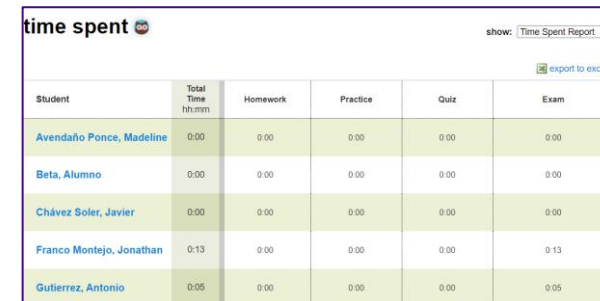 time spent
show: Time Spent Report
export to exc
Student Total Time hh:mm Homework Practice Quiz Exam
Avendaño Ponce, Madeline 0:00 0:00 0:00 0:00 0:00
Beta, Alumno 0:00 0:00 0:00 0:00 0:00
Chávez Soler, Javier 0:00 0:00 0:00 0:00 0:00
Franco Montejo, Jonathan 0:13 0:00 0:00 0:00 0:13
Gutierrez, Antonio 0:05 0:00 0:00 0:00 0:05